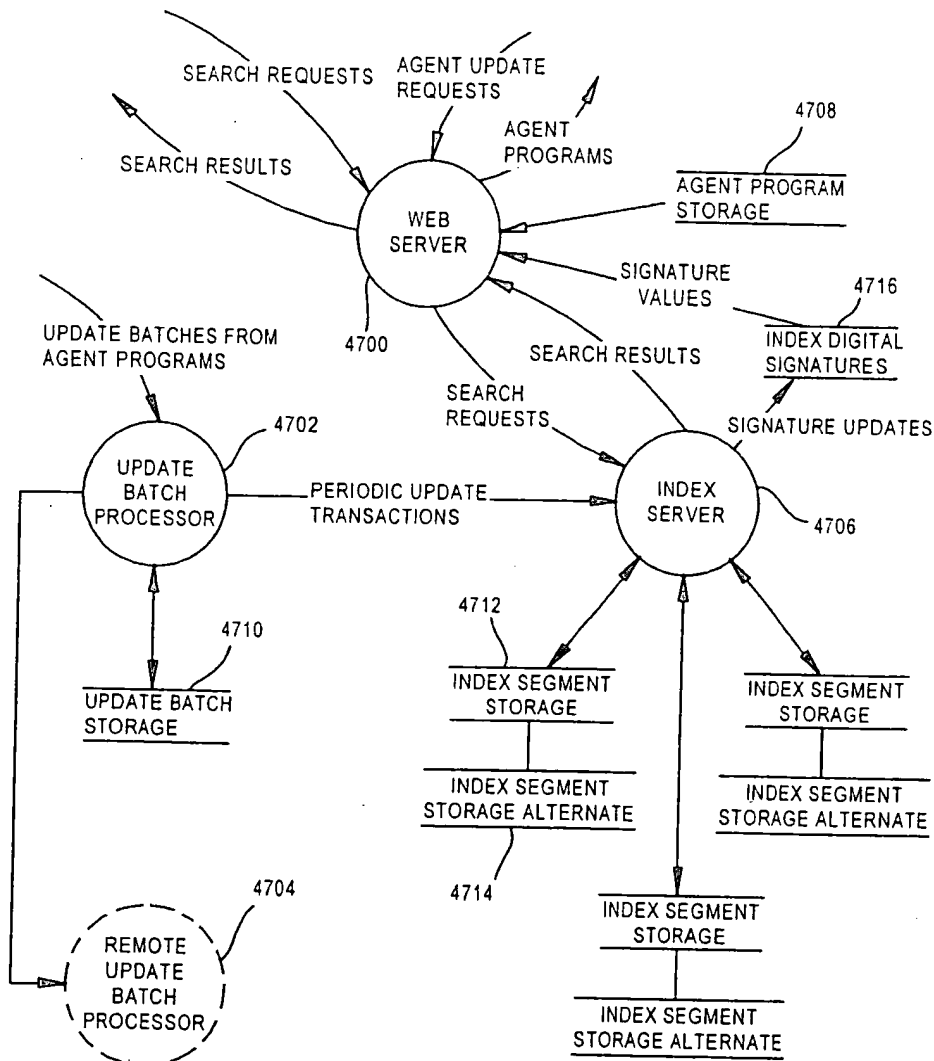 SEARCH REQUESTS
AGENT UPDATE
REQUESTS
AGENT
PROGRAMS
SEARCH RESULTS
4708
AGENT PROGRAM
STORAGE
WEB
SERVER
4700
SIGNATURE
VALUES
4716
INDEX DIGITAL
SIGNATURES
UPDATE BATCHES FROM
AGENT PROGRAMS
SEARCH RESULTS
SEARCH
REQUESTS
SIGNATURE UPDATES
4702
UPDATE
BATCH
PROCESSOR
PERIODIC UPDATE
TRANSACTIONS
INDEX
SERVER
4706
4710
UPDATE BATCH
STORAGE
4712
INDEX SEGMENT
STORAGE
INDEX SEGMENT
STORAGE ALTERNATE
4714
INDEX SEGMENT
STORAGE
INDEX SEGMENT
STORAGE ALTERNATE
4704
REMOTE
UPDATE
BATCH
PROCESSOR
INDEX SEGMENT
STORAGE
INDEX SEGMENT
STORAGE ALTERNATE